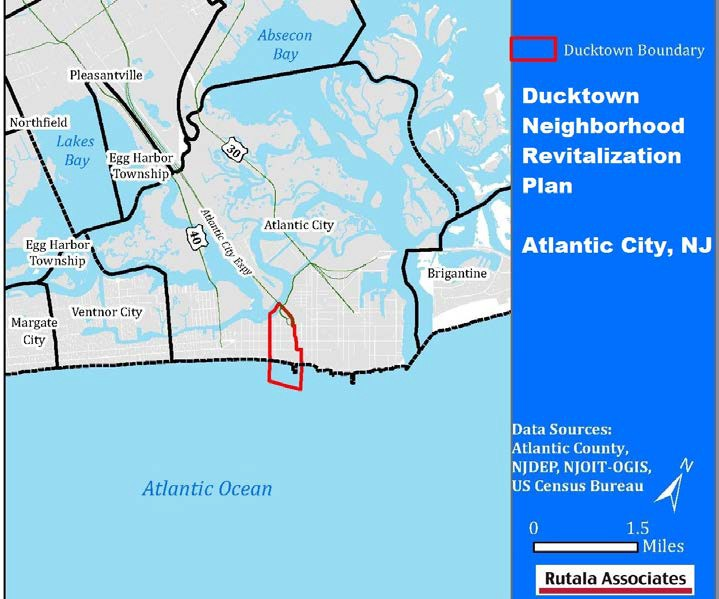 Absecon
Bay
Pleasantville
Northfield
Lakes
Bay
Egg Harbor
Township
30
Atlantic City Expy
40
Atlantic City
Egg Harbor
Township
Brigantine
Ventnor City
Margate
City
Atlantic Ocean
Ducktown Boundary
Ducktown
Neighborhood
Revitalization
Plan
Atlantic City, NJ
Data Sources:
Atlantic County,
NJDEP, NJOIT-OGIS,
US Census Bureau
N
0 1.5
Miles
Rutala Associates